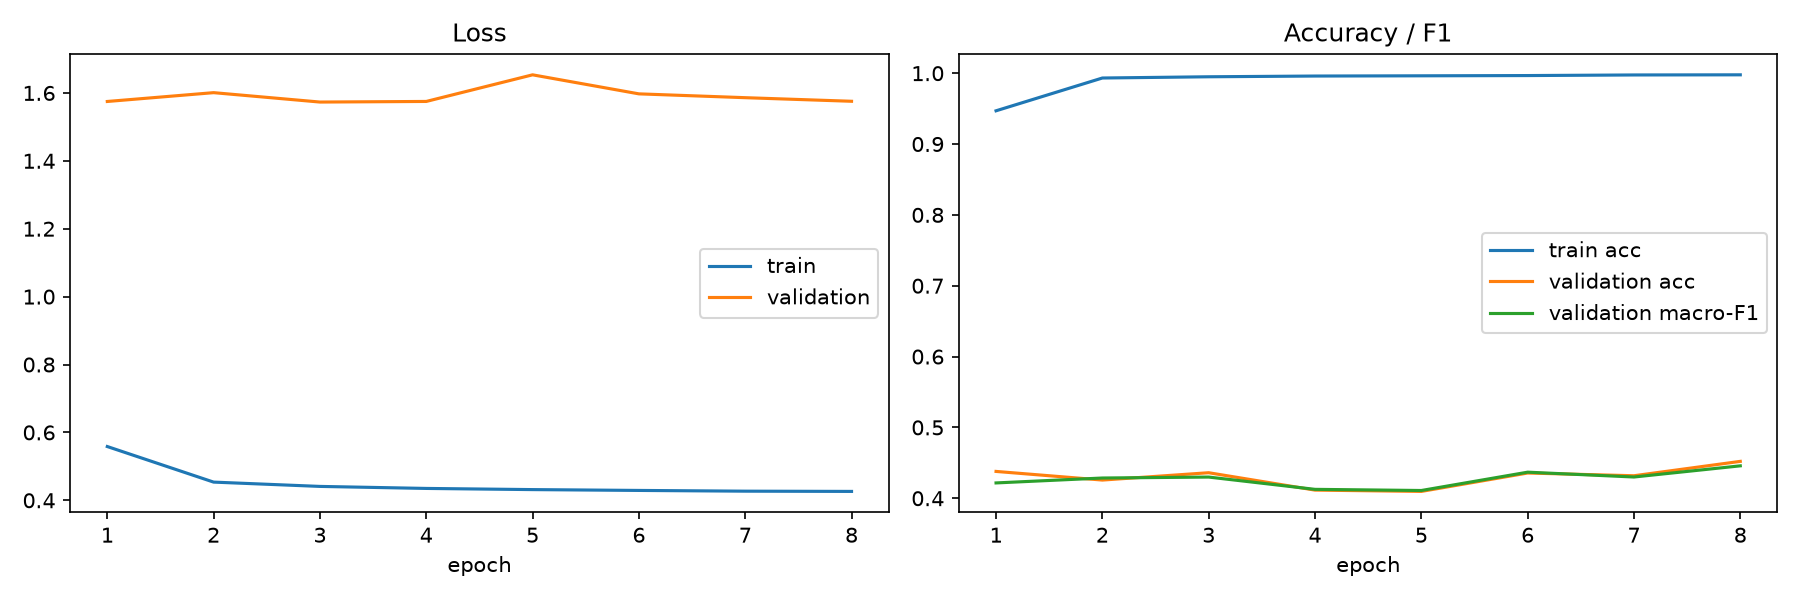 Loss
1.6
1.4
1.2
1.0
0.8
0.6
0.4
train
validation
1 2 3 4 5 6 7 8
epoch
Accuracy / F1
1.0
0.9
0.8
0.7
0.6
0.5
0.4
train acc
validation acc
validation macro-F1
1 2 3 4 5 6 7 8
epoch